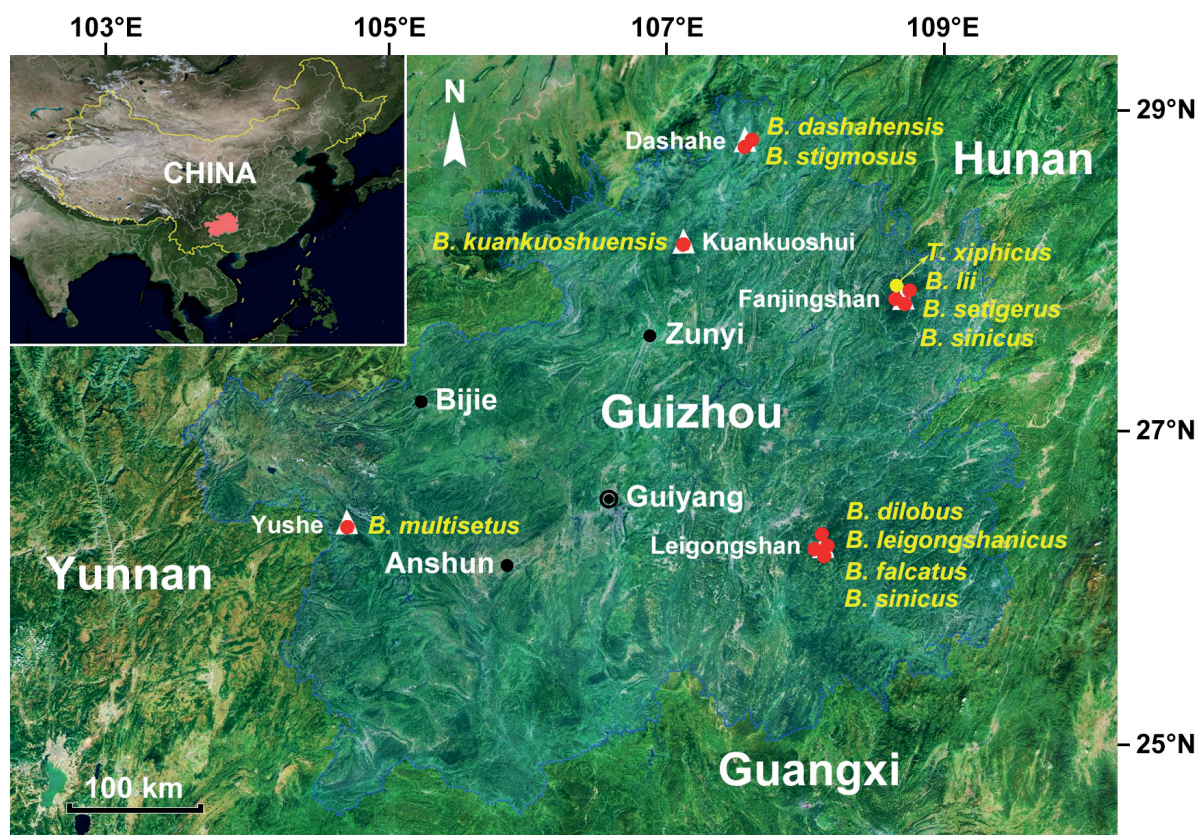 103°E
105°E
107°E
109°E
CHINA
N
29°N
Dashahe
B. dashahensis
B. stigmosus
Hunan
B. kuankuoshuensis
Kuankuoshui
T. xiphicus
B. lii
Fanjingshan
B. setigerus
B. sinicus
Zunyi
Bijie
Guizhou
27°N
Guiyang
Yushe
B. multisetus
B. dilobus
B. leigongshanicus
Leigongshan
B. falcatus
B. sinicus
Anshun
Yunnan
25°N
Guangxi
100 km